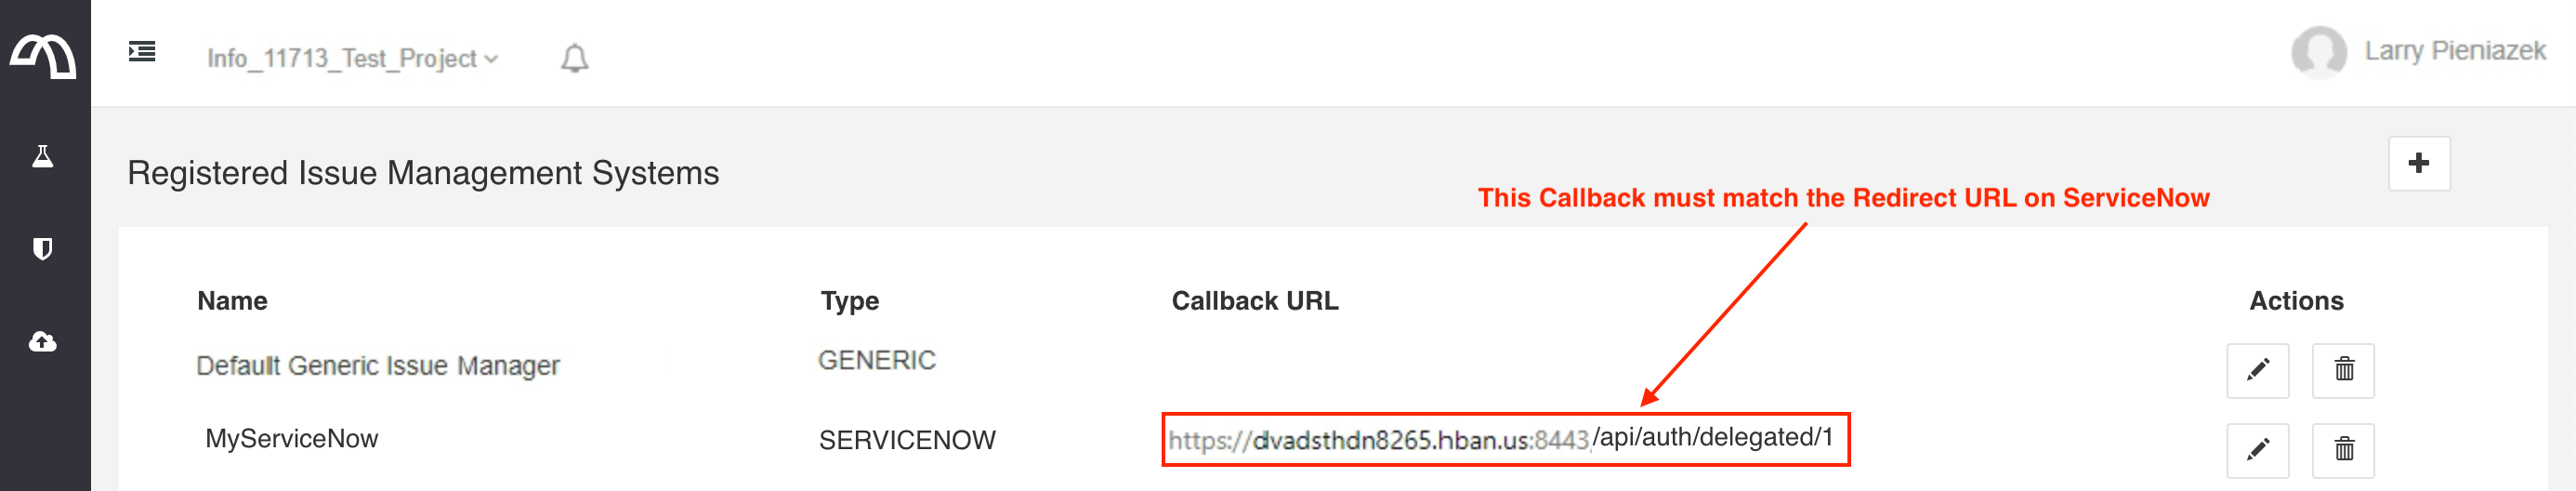 Info_11713_Test_Project
Larry Pieniazek
Registered Issue Management Systems
This Callback must match the Redirect URL on ServiceNow
Name Type Callback URL Actions
Default Generic Issue Manager GENERIC
MyServiceNow SERVICENOW https://dvadsthdn8265.hban.us:8443/api/auth/delegated/1